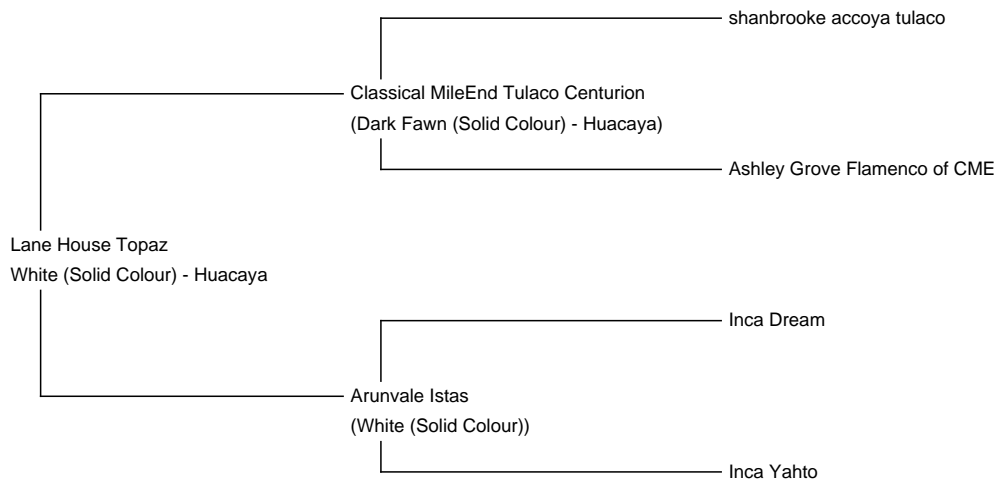 shanbrooke accoya tulaco
Classical MileEnd Tulaco Centurion
(Dark Fawn (Solid Colour) - Huacaya)
Ashley Grove Flamenco of CME
Lane House Topaz
White (Solid Colour) - Huacaya
Inca Dream
Arunvale Istas
(White (Solid Colour))
Inca Yahto